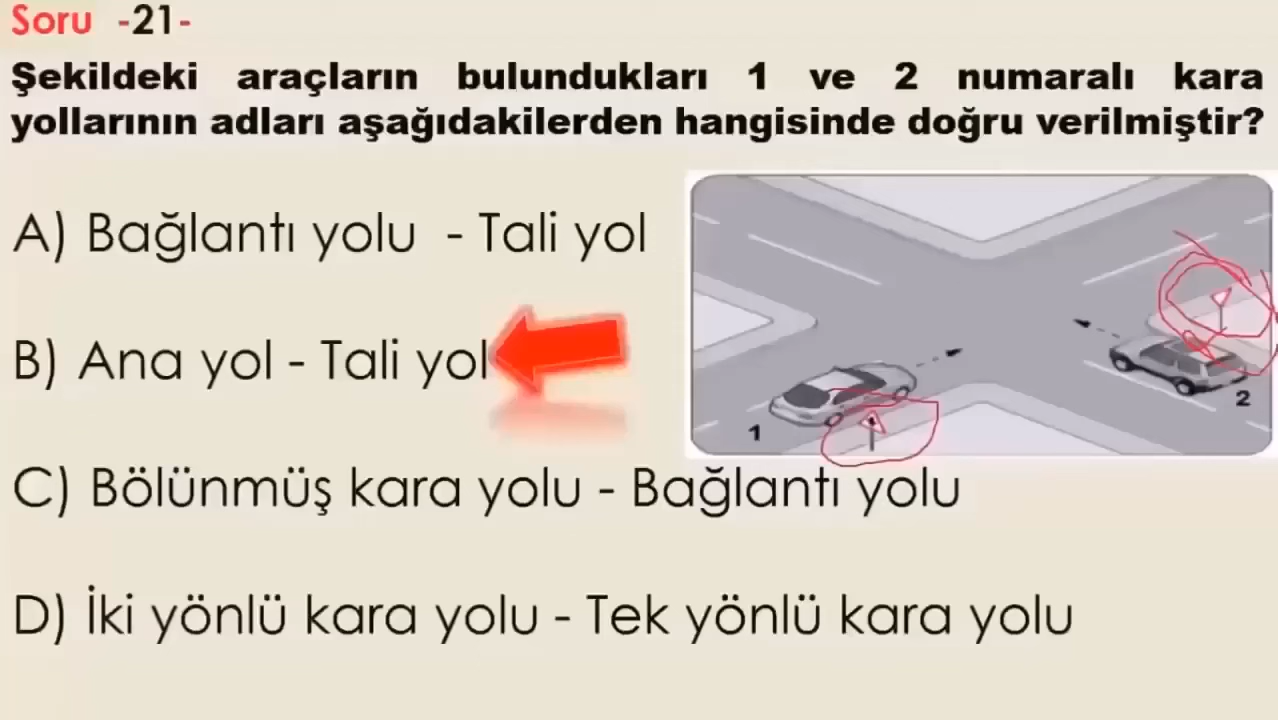 Soru -21-
Şekildeki araçların bulundukları 1 ve 2 numaralı kara
yollarının adları aşağıdakilerden hangisinde doğru verilmiştir?
A) Bağlantı yolu - Tali yol
B) Ana yol - Tali yol
C) Bölünmüş kara yolu - Bağlantı yolu
D) İki yönlü kara yolu - Tek yönlü kara yolu
1
2